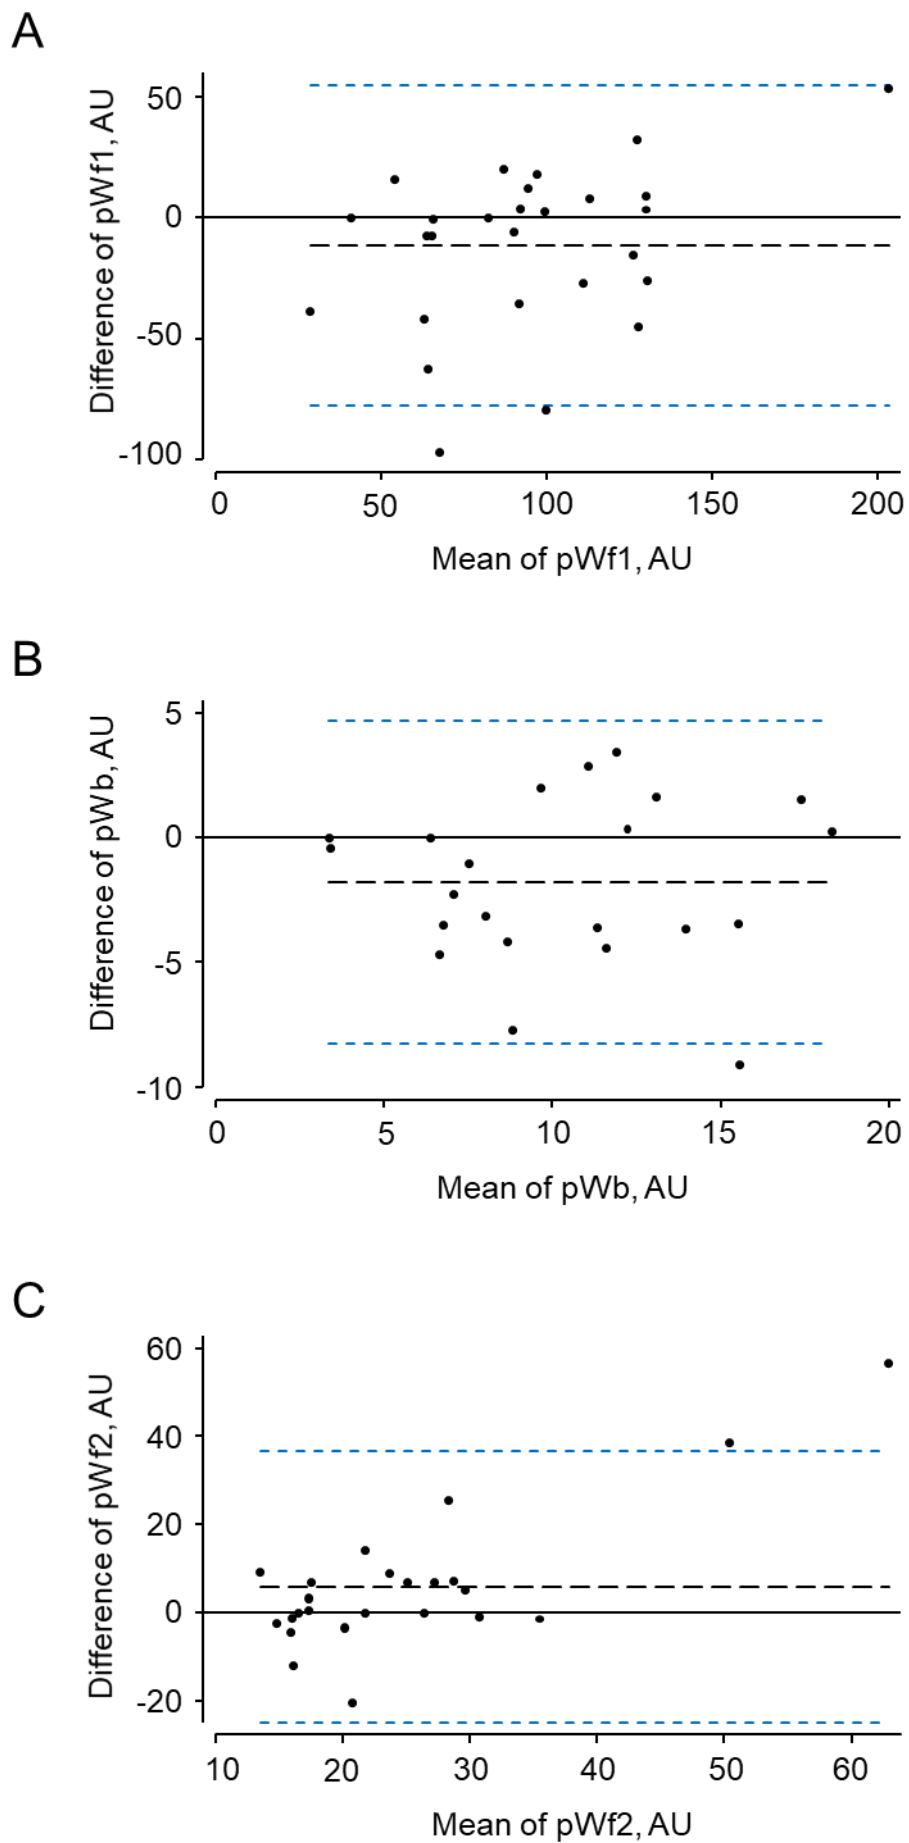 A
Difference of pWf1, AU
50
0
-50
-100
0 50 100 150 200
Mean of pWf1, AU
B
Difference of pWb, AU
5
0
-5
-10
0 5 10 15 20
Mean of pWb, AU
C
Difference of pWf2, AU
60
40
20
0
-20
10 20 30 40 50 60
Mean of pWf2, AU